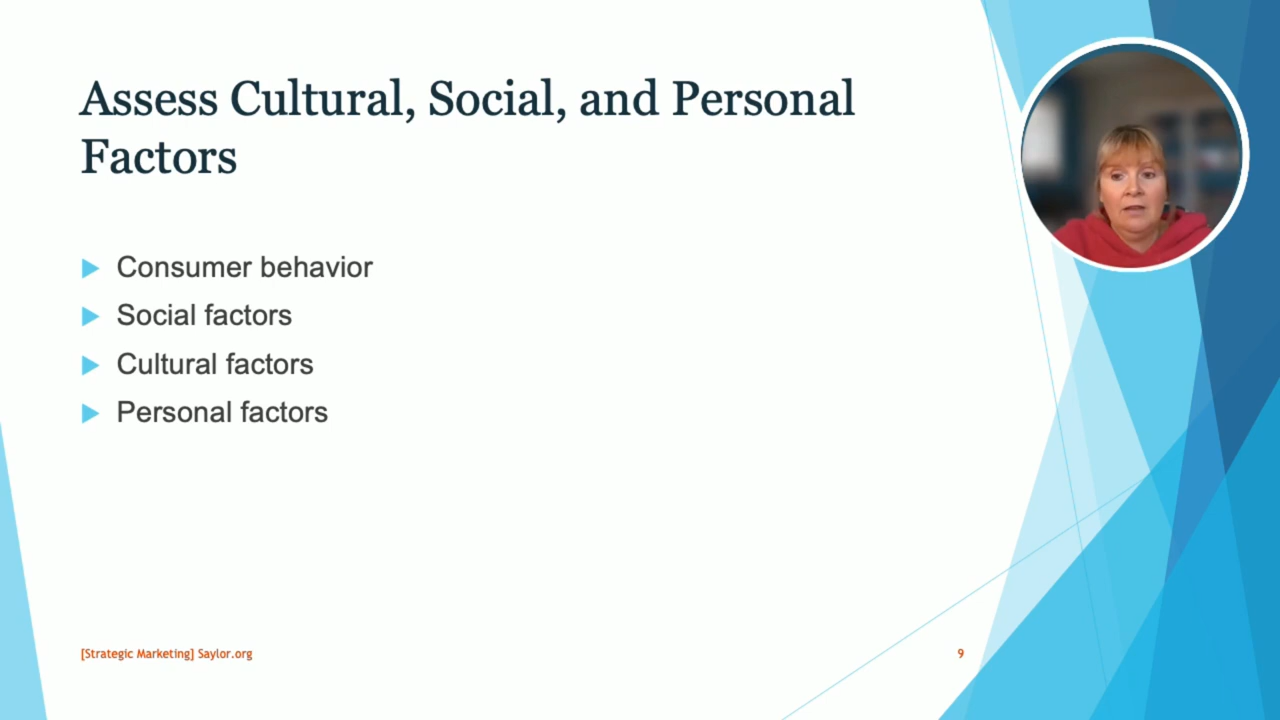 Assess Cultural, Social, and Personal
Factors
Consumer behavior
Social factors
Cultural factors
Personal factors
[Strategic Marketing] Saylor.org
9